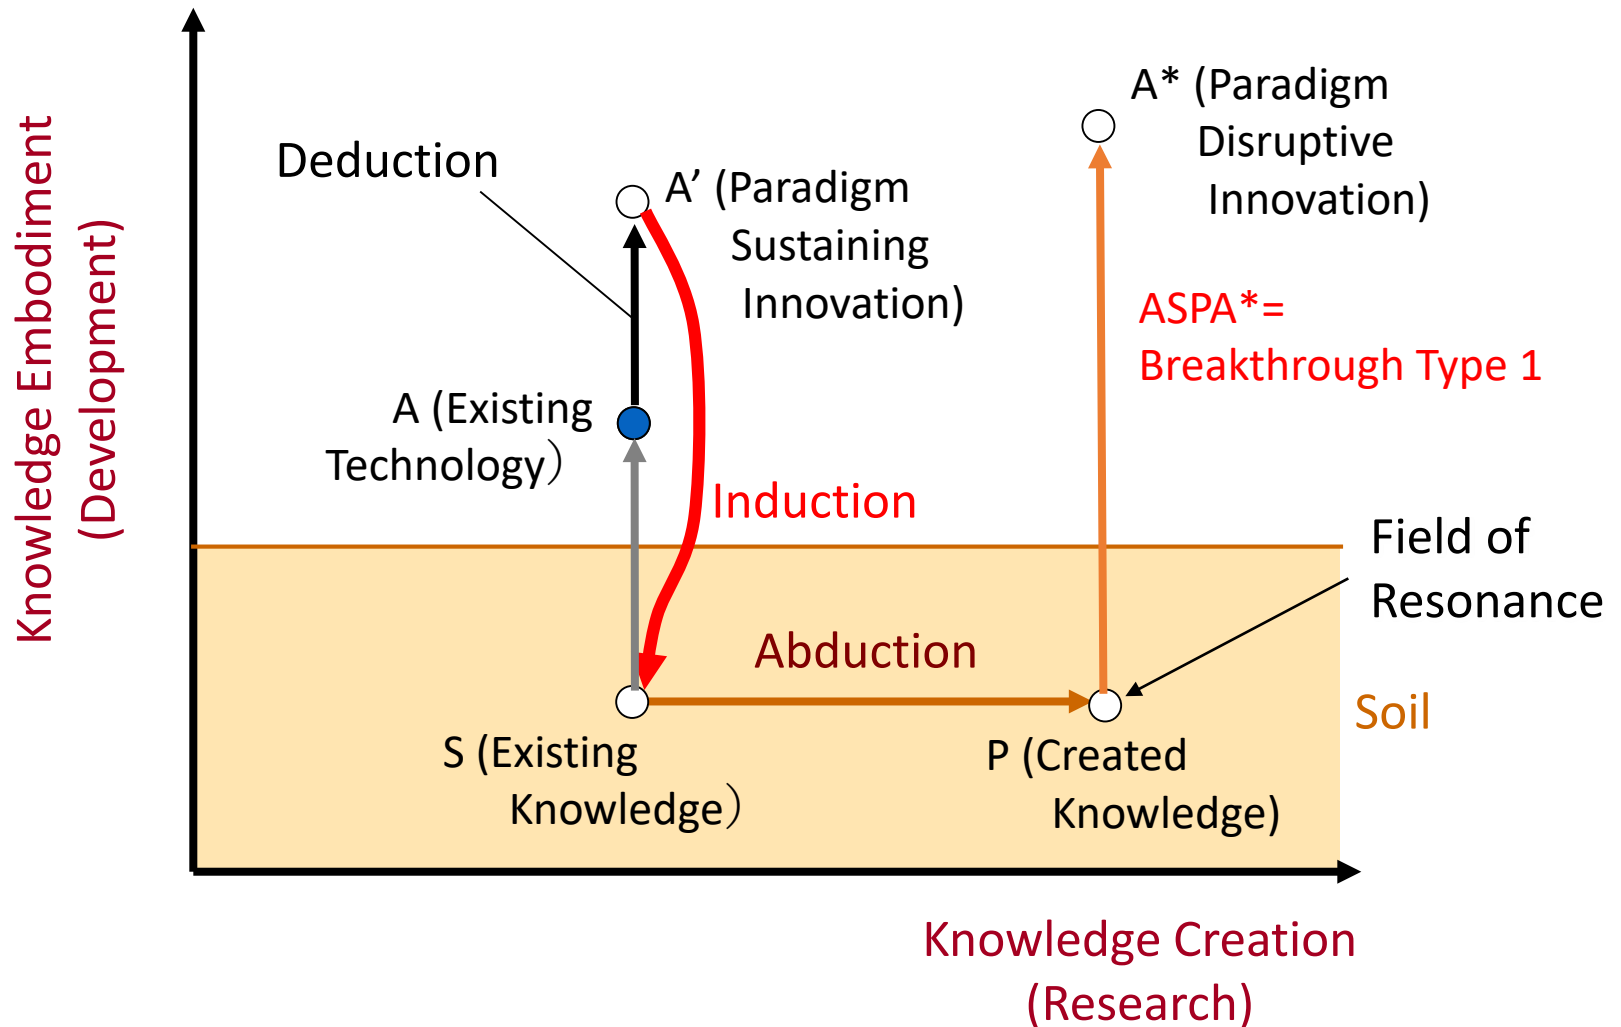 A* (Paradigm
Disruptive
Innovation)
Deduction
A’ (Paradigm
Sustaining
Innovation)
ASPA*=
Breakthrough Type 1
A (Existing
Technology）
Knowledge Embodiment
(Development)
Induction
Field of
Resonance
Abduction
Soil
S (Existing
Knowledge）
P (Created
Knowledge)
Knowledge Creation
(Research)